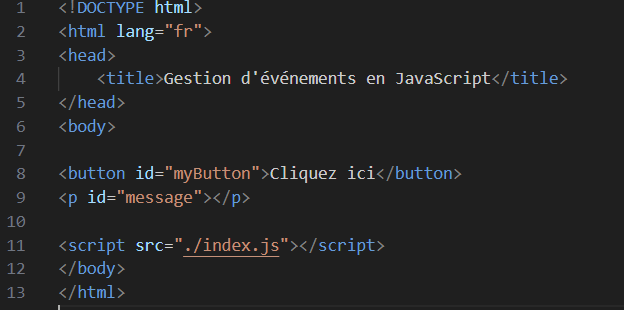 1 <!DOCTYPE html>
2 <html lang="fr">
3 <head>
4     <title>Gestion d'événements en JavaScript</title>
5 </head>
6 <body>
7
8 <button id="myButton">Cliquez ici</button>
9 <p id="message"></p>
10
11 <script src="./index.js"></script>
12 </body>
13 </html>